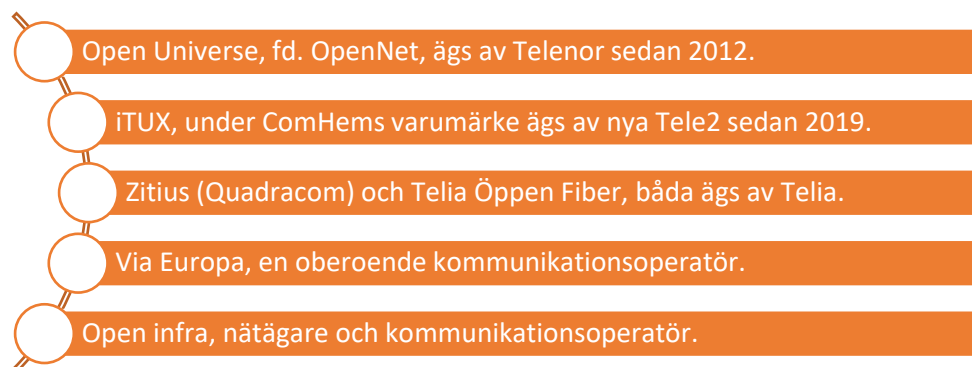 Open Universe, fd. OpenNet, ägs av Telenor sedan 2012.
iTUX, under ComHems varumärke ägs av nya Tele2 sedan 2019.
Zitius (Quadracom) och Telia Öppen Fiber, båda ägs av Telia.
Via Europa, en oberoende kommunikationsoperatör.
Open infra, nätägare och kommunikationsoperatör.